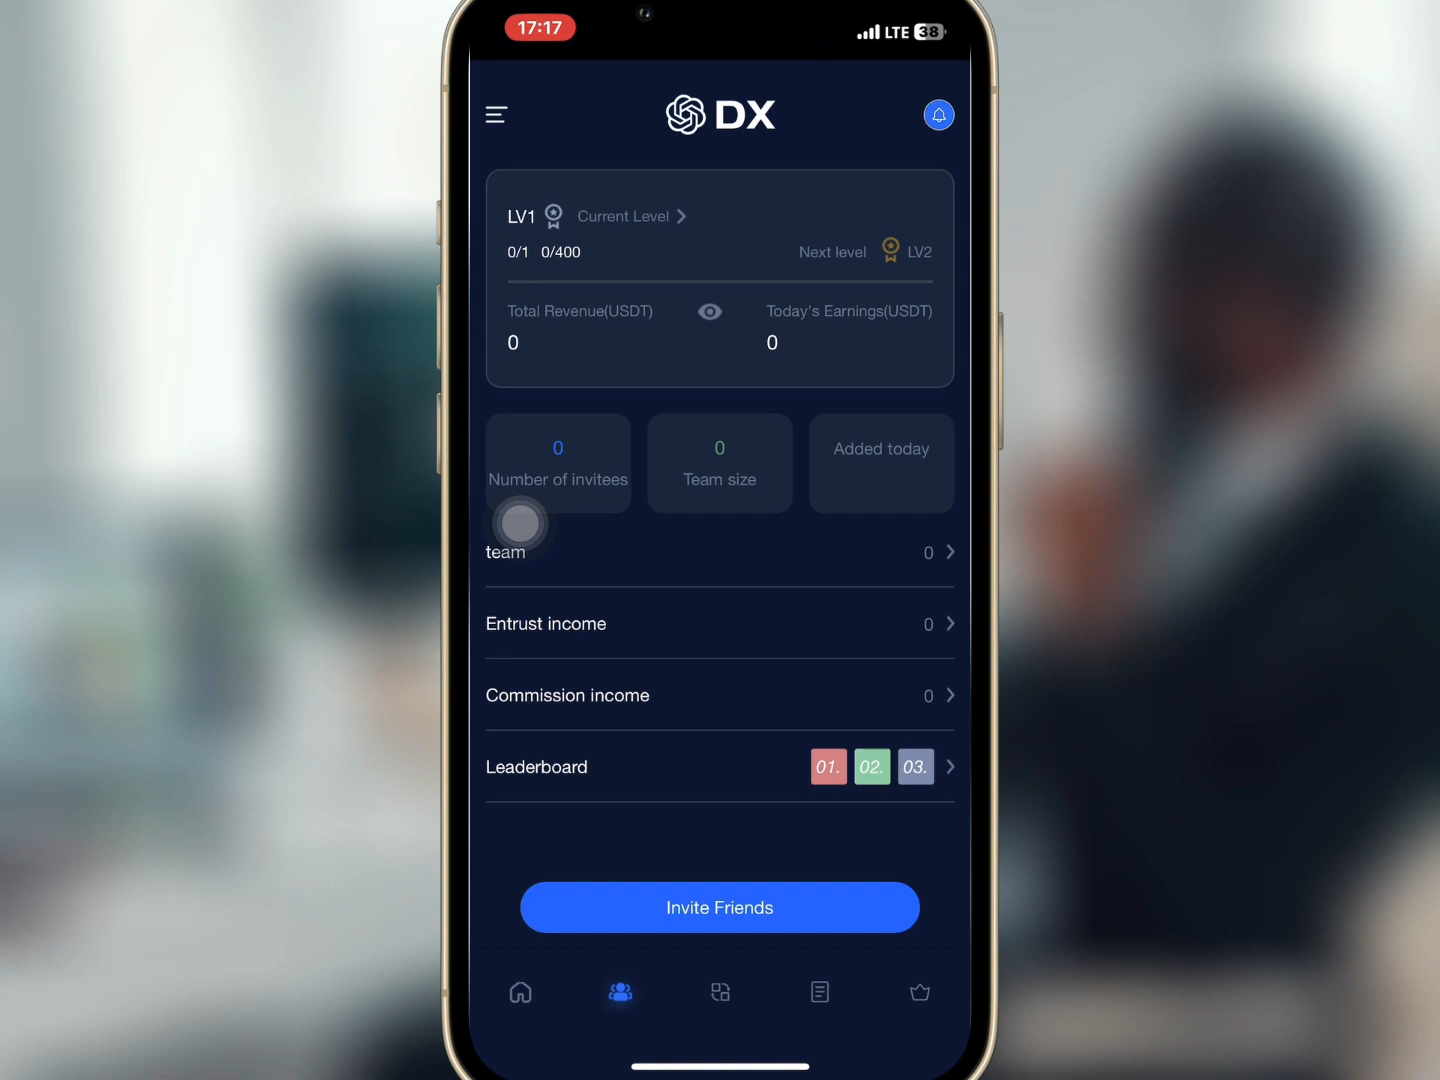 17:17 LTE 38
DX
LV1 Current Level
0/1 0/400 Next level LV2
Total Revenue(USDT) Today's Earnings(USDT)
0 0
0 0 Added today
Number of invitees Team size
team 0
Entrust income 0
Commission income 0
Leaderboard 01. 02. 03.
Invite Friends